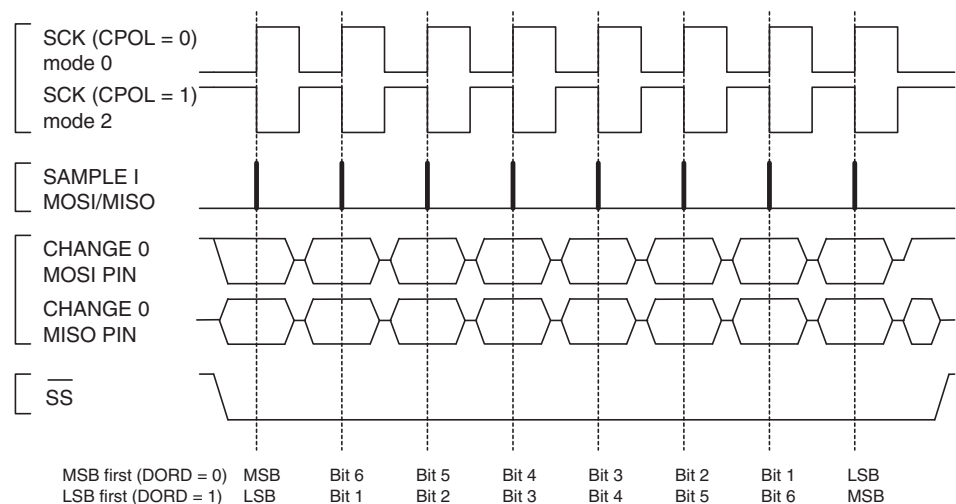 SCK (CPOL = 0)
mode 0
SCK (CPOL = 1)
mode 2
SAMPLE I
MOSI/MISO
CHANGE 0
MOSI PIN
CHANGE 0
MISO PIN
SS
MSB first (DORD = 0) MSB Bit 6 Bit 5 Bit 4 Bit 3 Bit 2 Bit 1 LSB
LSB first (DORD = 1) LSB Bit 1 Bit 2 Bit 3 Bit 4 Bit 5 Bit 6 MSB